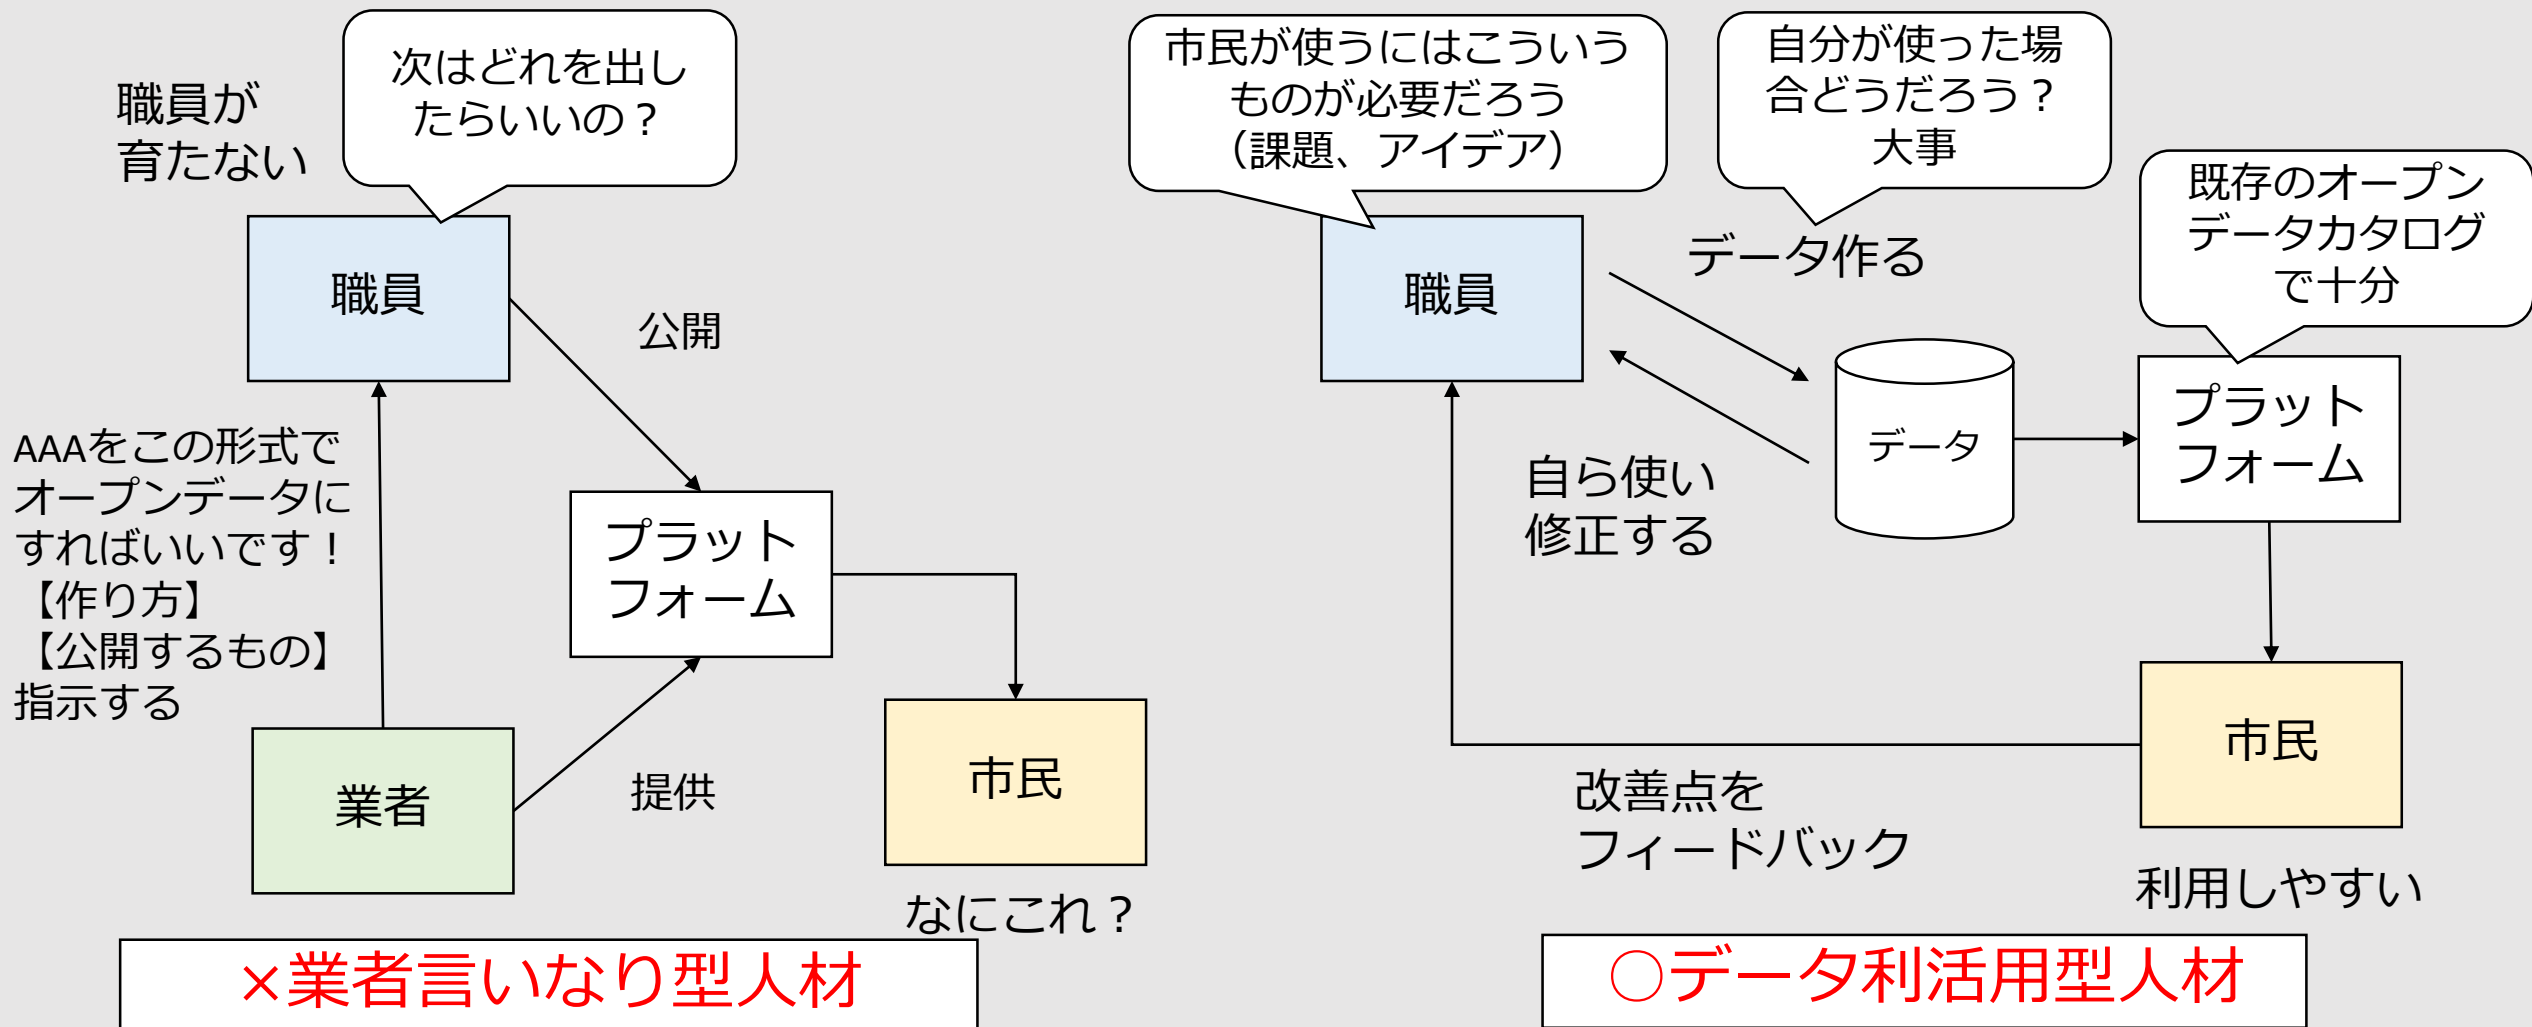 職員が
育たない
次はどれを出し
たらいいの？
職員
公開
AAAをこの形式で
オープンデータに
すればいいです！
【作り方】
【公開するもの】
指示する
プラット
フォーム
業者
提供
市民
なにこれ？
×業者言いなり型人材
市民が使うにはこういう
ものが必要だろう
（課題、アイデア）
自分が使った場
合どうだろう？
大事
既存のオープン
データカタログ
で十分
職員
データ作る
データ
プラット
フォーム
自ら使い
修正する
市民
改善点を
フィードバック
利用しやすい
○データ利活用型人材